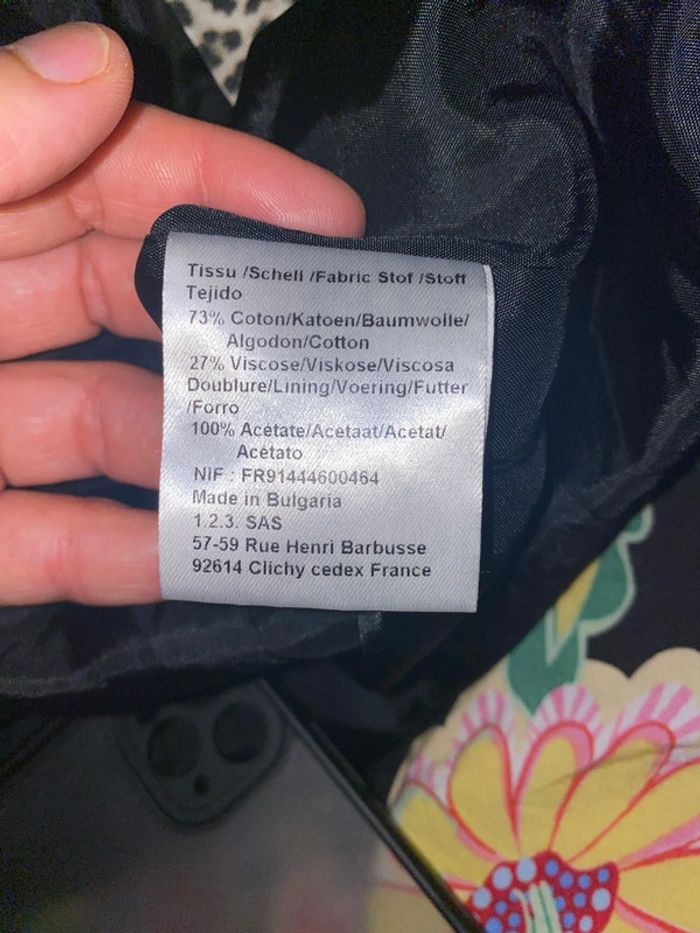 Tissu /Schell /Fabric Stof /Stoff
Tejido
73% Coton/Katoen/Baumwolle/
Algodon/Cotton
27% Viscose/Viskose/Viscosa
Doublure/Lining/Voering/Futter
/Forro
100% Acétate/Acetaat/Acetat/
Acétato
NIF : FR91444600464
Made in Bulgaria
1.2.3. SAS
57-59 Rue Henri Barbusse
92614 Clichy cedex France